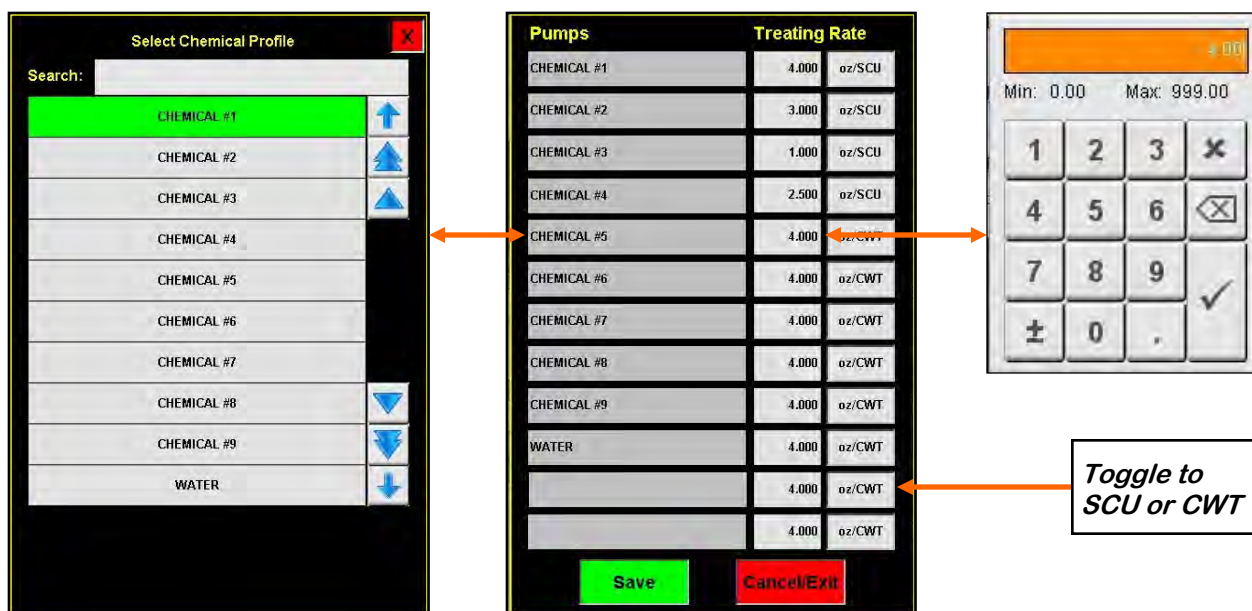 Select Chemical Profile
X
Search:
CHEMICAL #1
CHEMICAL #2
CHEMICAL #3
CHEMICAL #4
CHEMICAL #5
CHEMICAL #6
CHEMICAL #7
CHEMICAL #8
CHEMICAL #9
WATER
Pumps Treating Rate
CHEMICAL #1 4.000 oz/SCU
CHEMICAL #2 3.000 oz/SCU
CHEMICAL #3 1.000 oz/SCU
CHEMICAL #4 2.500 oz/SCU
CHEMICAL #5 4.000 oz/CWT
CHEMICAL #6 4.000 oz/CWT
CHEMICAL #7 4.000 oz/CWT
CHEMICAL #8 4.000 oz/CWT
CHEMICAL #9 4.000 oz/CWT
WATER 4.000 oz/CWT
4.000 oz/CWT
4.000 oz/CWT
Save Cancel/Exit
4.00
Min: 0.00 Max: 999.00
1 2 3
4 5 6
7 8 9
± 0 .
Toggle to
SCU or CWT